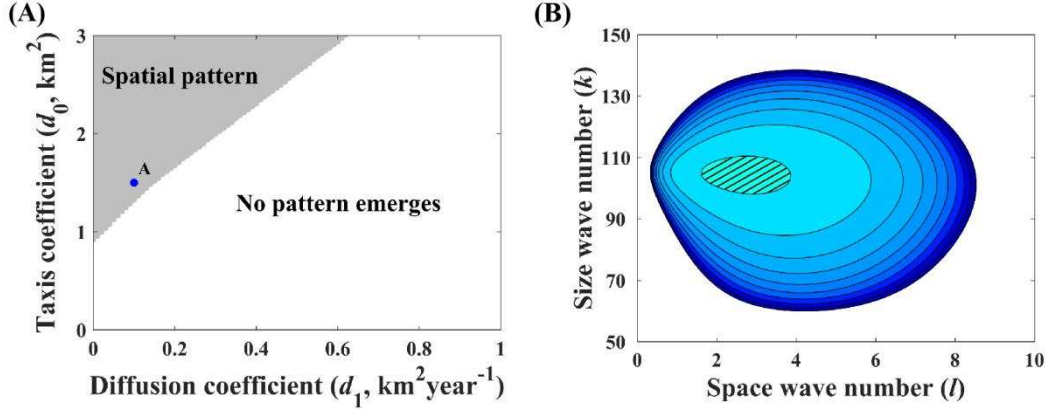 (A)
3
2
1
0
Taxis coefficient (d0, km2)
Spatial pattern
A
No pattern emerges
0 0.2 0.4 0.6 0.8 1
Diffusion coefficient (d1, km2year-1)
(B)
150
130
110
90
70
50
Size wave number (k)
0 2 4 6 8 10
Space wave number (l)